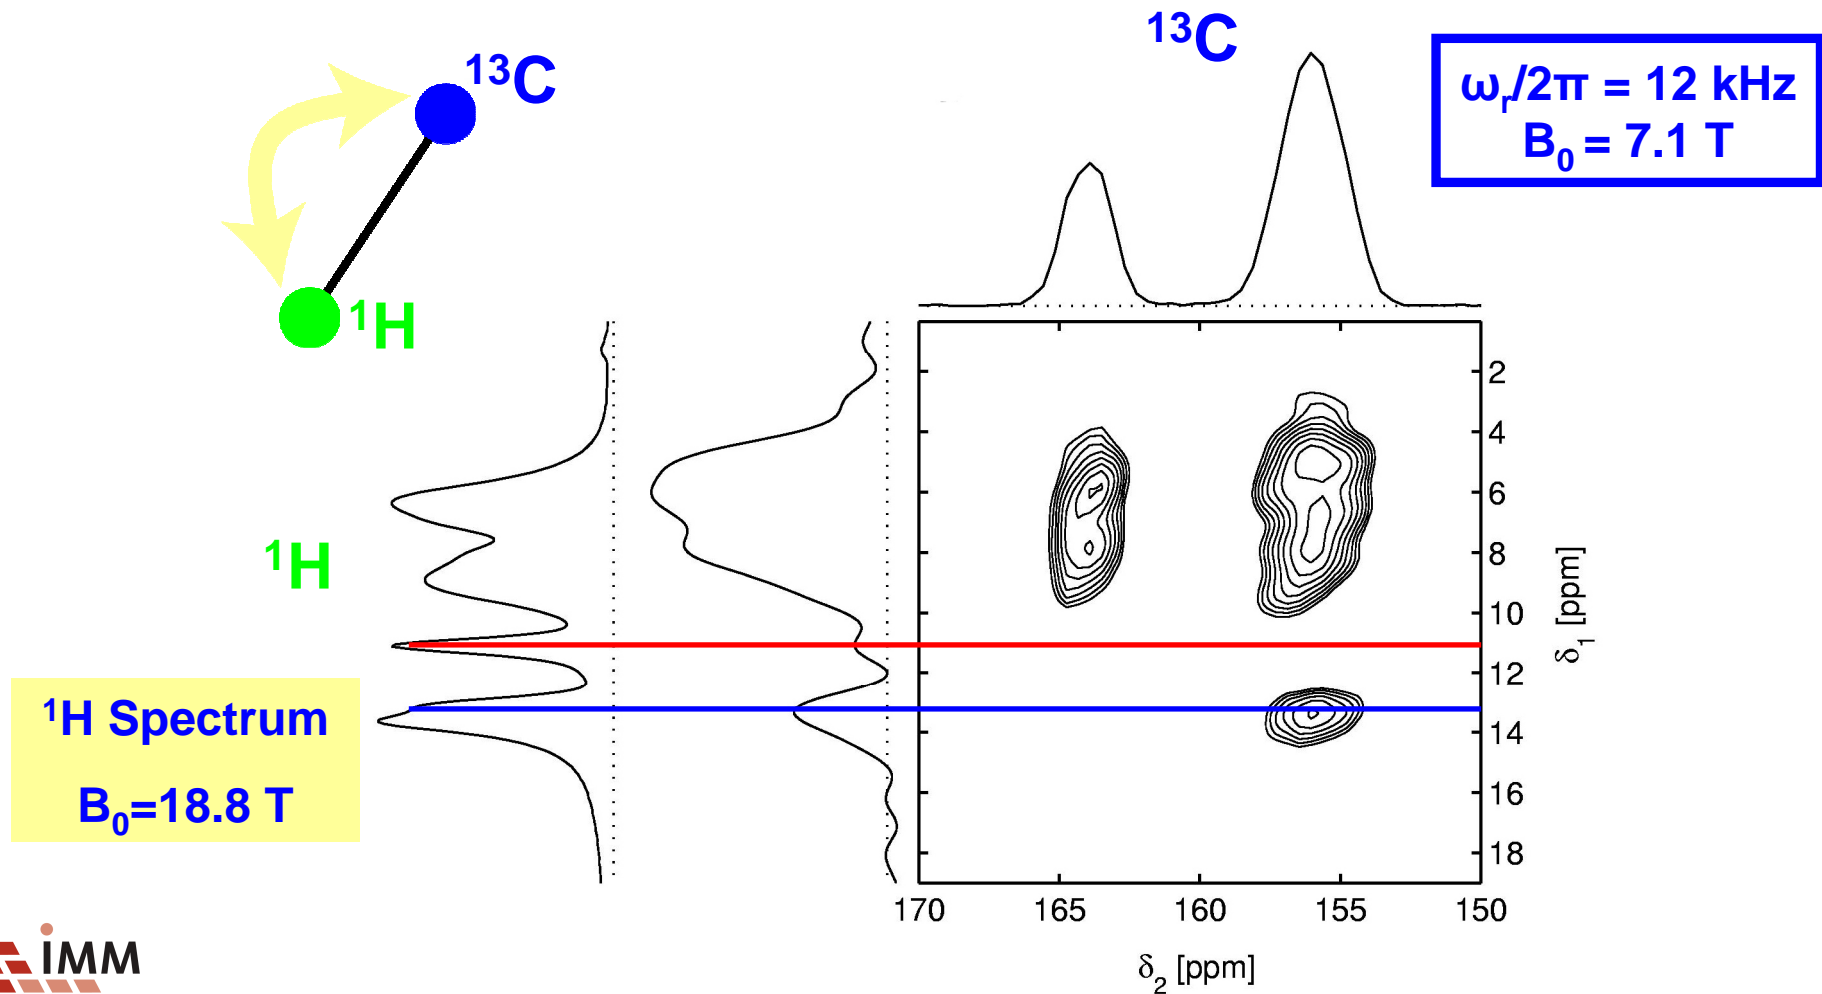 ¹³C
¹³C
ωᵣ/2π = 12 kHz
B₀ = 7.1 T
¹H
2
4
6
8
10
12
14
16
18
δ₁ [ppm]
¹H
¹H Spectrum
B₀=18.8 T
170 165 160 155 150
δ₂ [ppm]
iMM